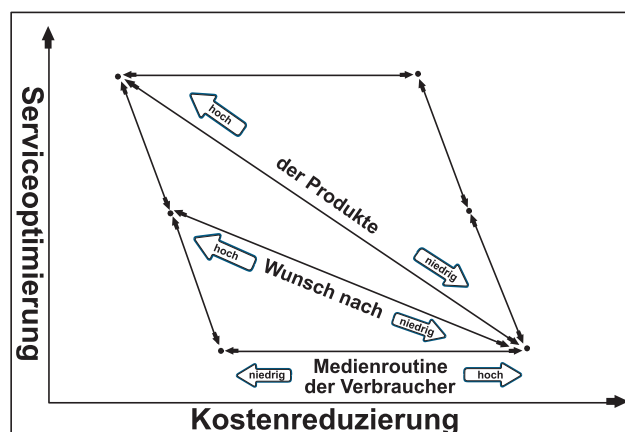 Serviceoptimierung
hoch
der Produkte
niedrig
hoch
Wunsch nach
niedrig
Medienroutine
der Verbraucher
niedrig
hoch
Kostenreduzierung